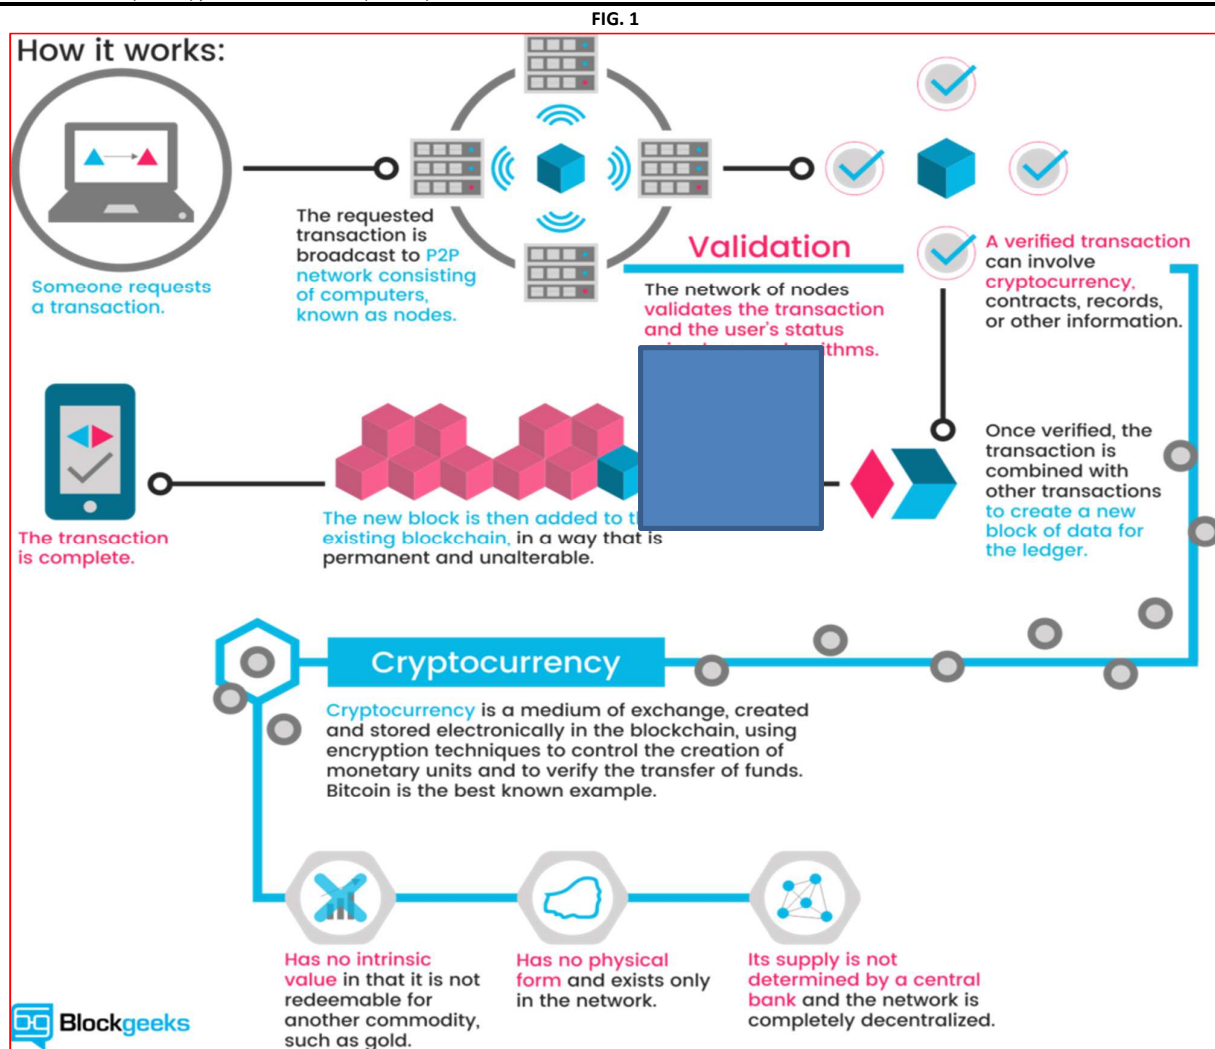 FIG. 1
How it works:
Someone requests
a transaction.
The requested
transaction is
broadcast to P2P
network consisting
of computers,
known as nodes.
Validation
The network of nodes
validates the transaction
and the user's status
A verified transaction
can involve
cryptocurrency,
contracts, records,
or other information.
Once verified, the
transaction is
combined with
other transactions
to create a new
block of data for
the ledger.
The new block is then added to
existing blockchain, in a way that is
permanent and unalterable.
The transaction
is complete.
Cryptocurrency
Cryptocurrency is a medium of exchange, created
and stored electronically in the blockchain, using
encryption techniques to control the creation of
monetary units and to verify the transfer of funds.
Bitcoin is the best known example.
Has no intrinsic
value in that it is not
redeemable for
another commodity,
such as gold.
Has no physical
form and exists only
in the network.
Its supply is not
determined by a central
bank and the network is
completely decentralized.
Blockgeeks